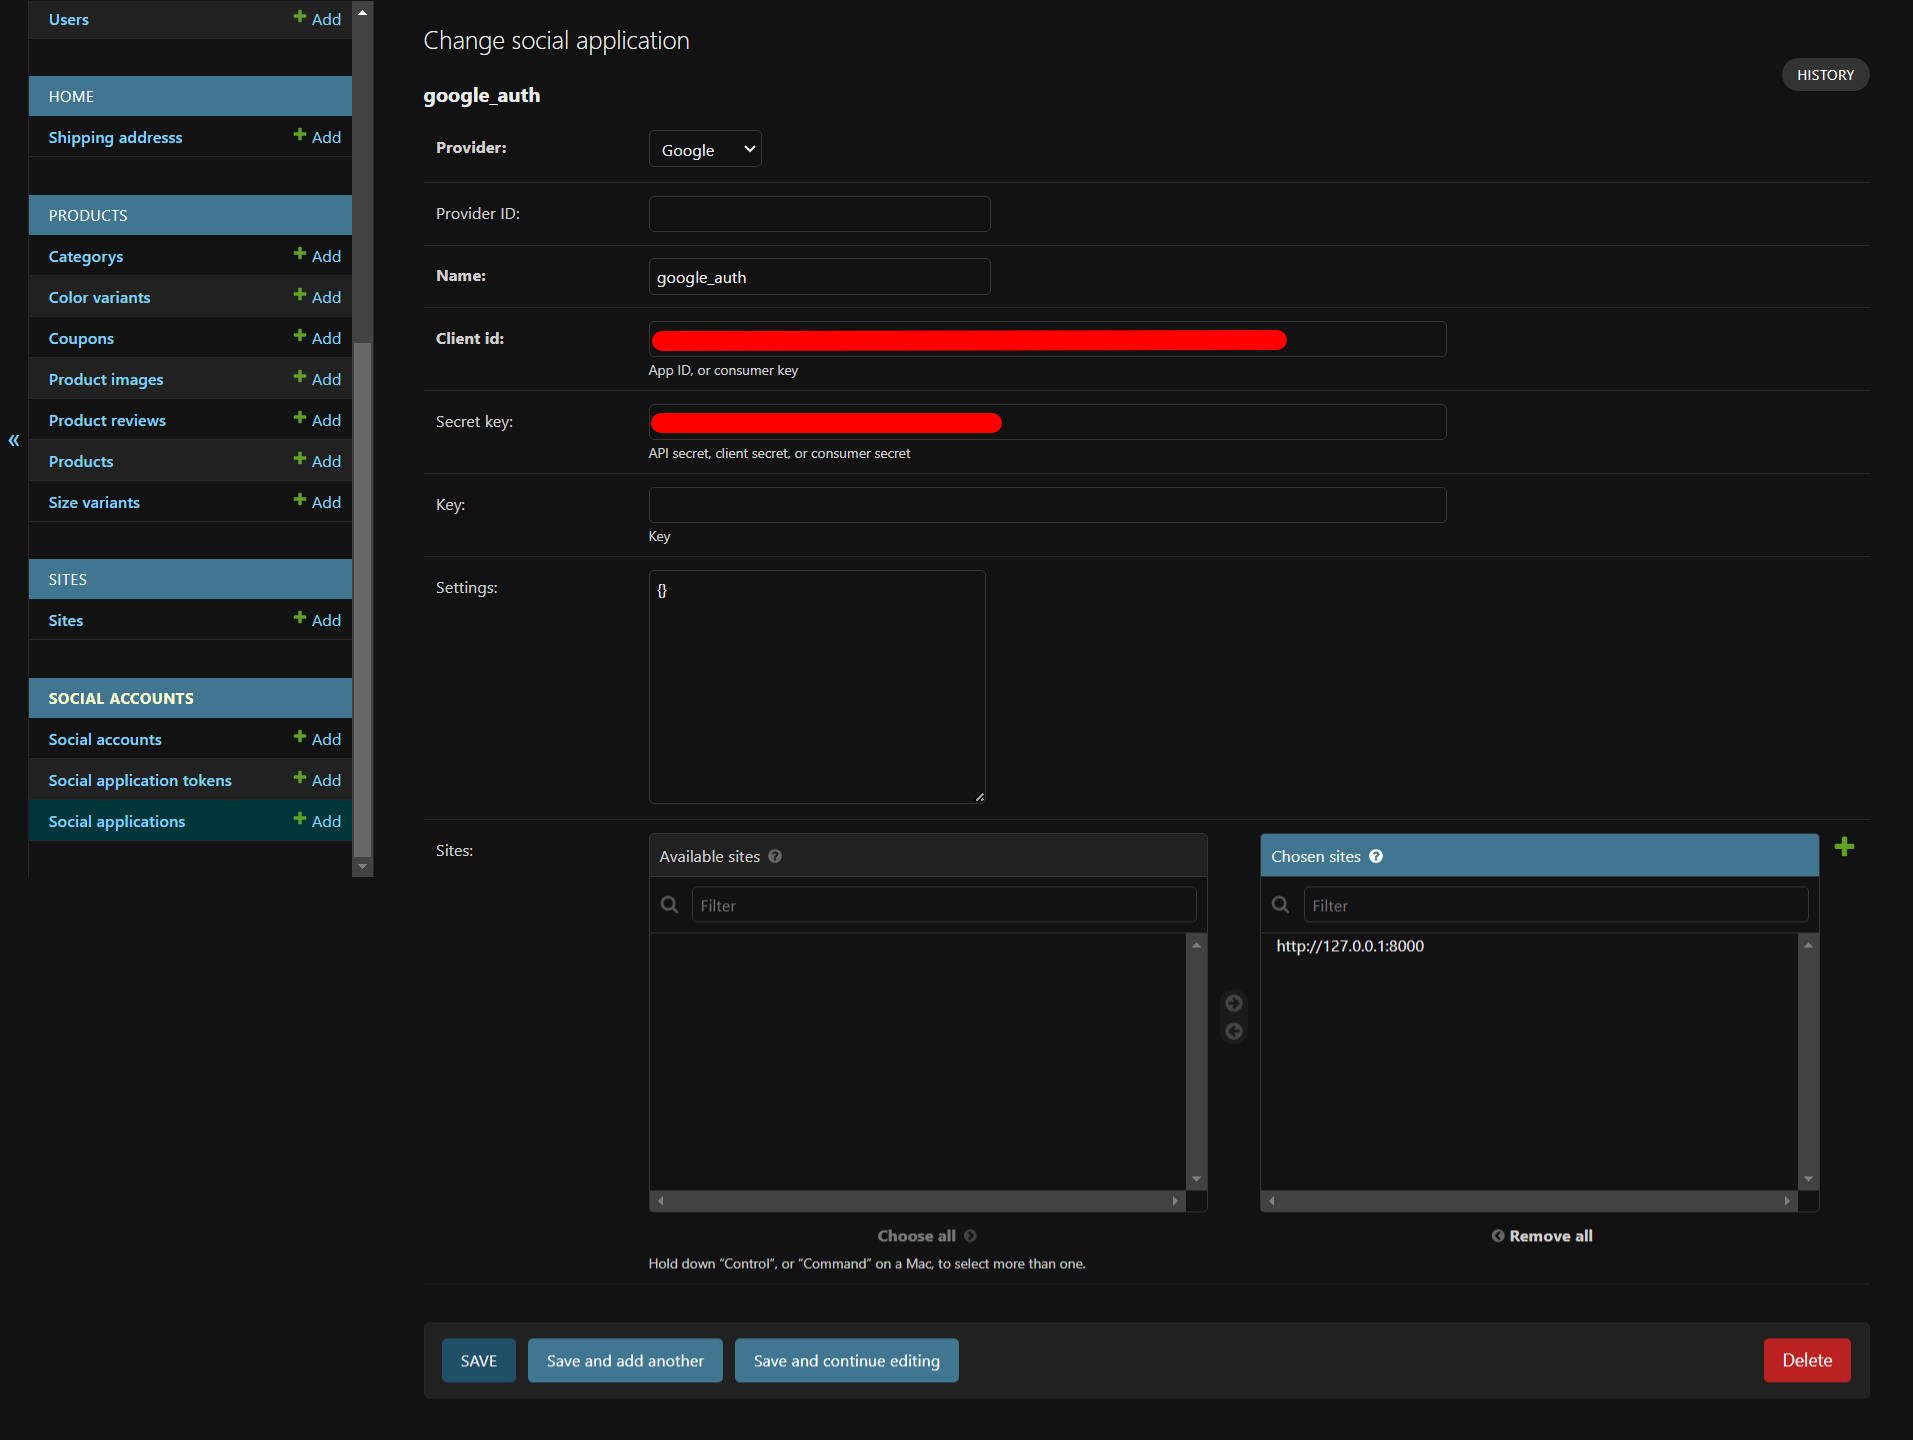 Users
Add
HOME
Shipping addresss
Add
PRODUCTS
Categorys
Add
Color variants
Add
Coupons
Add
Product images
Add
Product reviews
Add
Products
Add
Size variants
Add
SITES
Sites
Add
SOCIAL ACCOUNTS
Social accounts
Add
Social application tokens
Add
Social applications
Add
«
Change social application
HISTORY
google_auth
Provider:
Google
Provider ID:
Name:
google_auth
Client id:
App ID, or consumer key
Secret key:
API secret, client secret, or consumer secret
Key:
Key
Settings:
{}
Sites:
Available sites
Filter
Chosen sites
Filter
http://127.0.0.1:8000
Choose all
Remove all
Hold down “Control”, or “Command” on a Mac, to select more than one.
SAVE
Save and add another
Save and continue editing
Delete